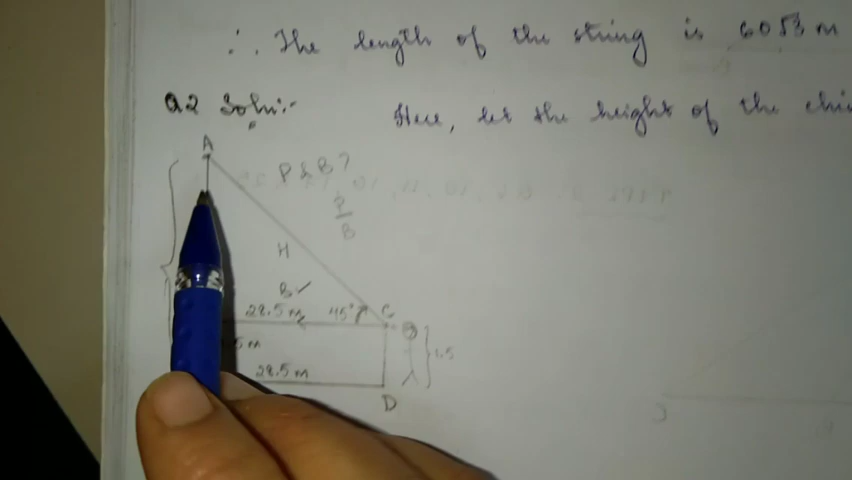 ∴ The length of the string is 60√3 m
Q2 Soln:- Here, let the height of the chi
A
P & B?
P
B
H
B✓
28.5 m 45° C
5 m 1.5
28.5 m
D